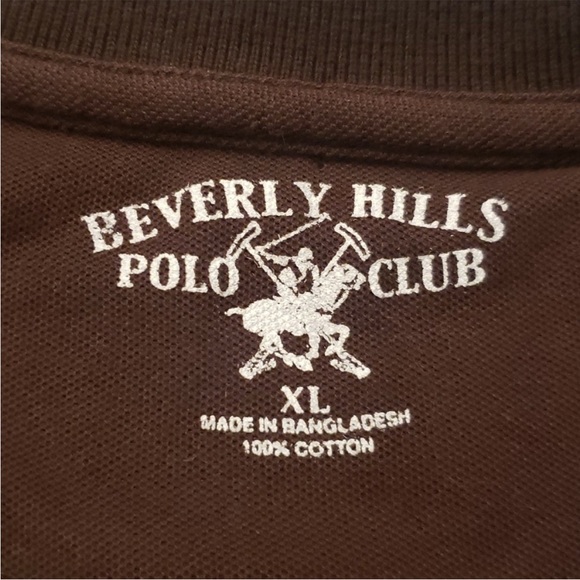 BEVERLY HILLS
POLO CLUB
XL
MADE IN BANGLADESH
100% COTTON